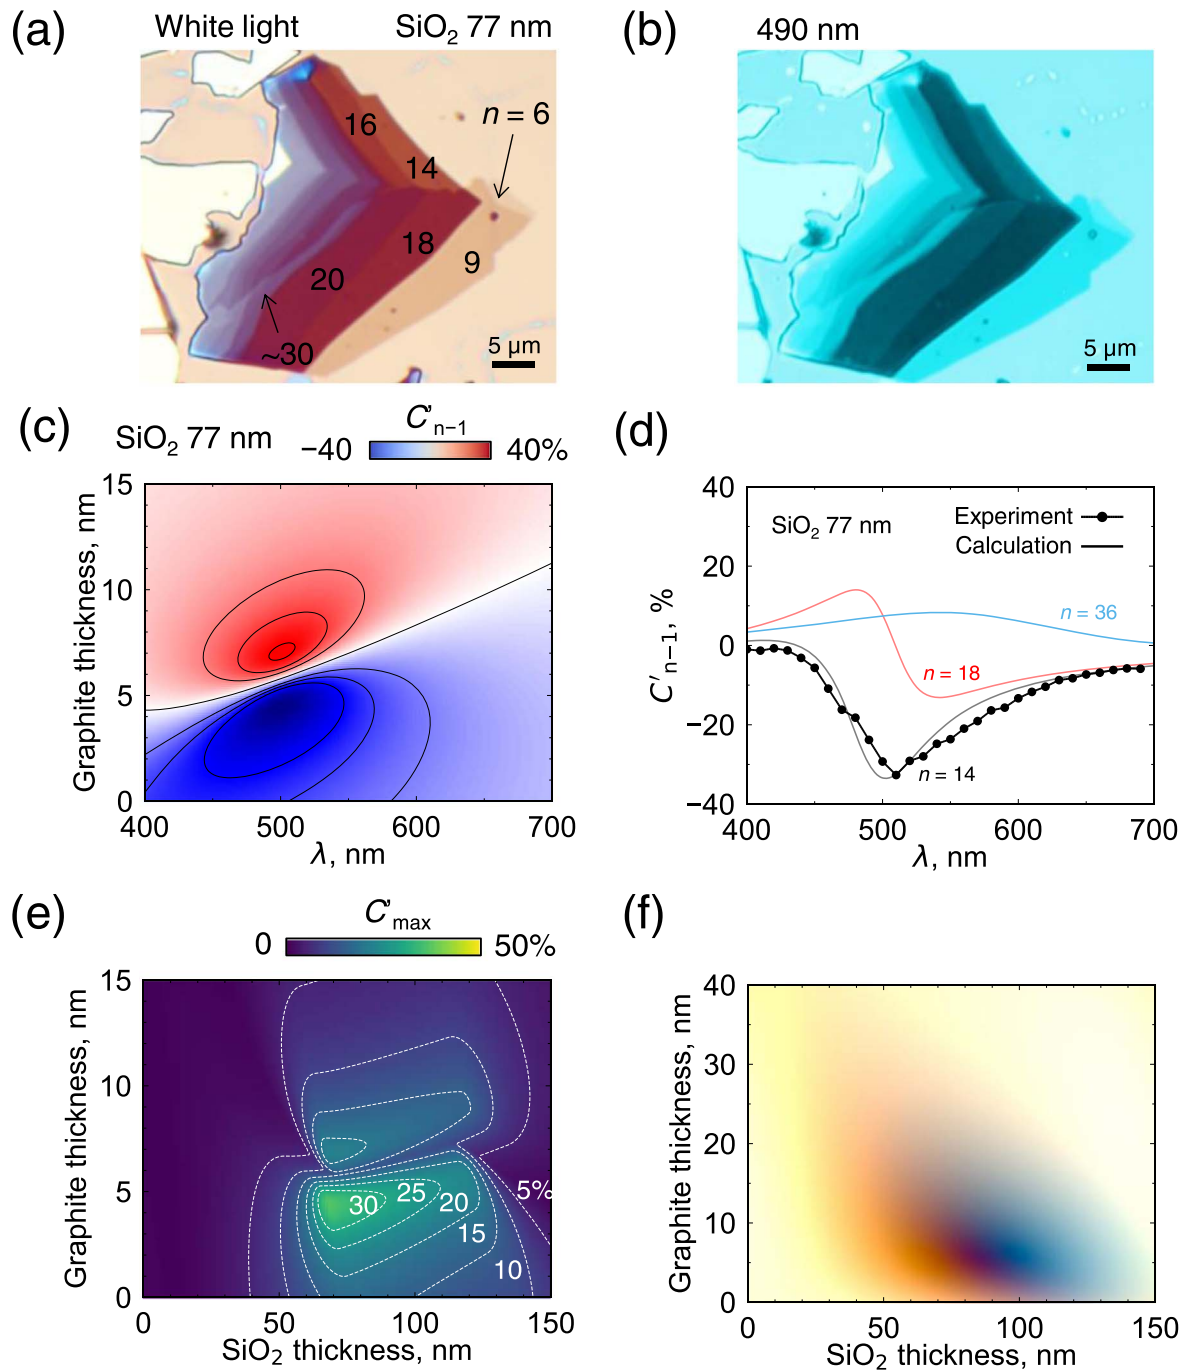 (a) White light SiO₂ 77 nm
n = 6
16
14
18
9
20
~30
5 μm
(b) 490 nm
5 μm
(c) SiO₂ 77 nm
C'n−1
−40 40%
Graphite thickness, nm
15
10
5
0
400 500 600 700
λ, nm
(d)
C'n−1, %
40
20
0
−20
−40
SiO₂ 77 nm
Experiment
Calculation
n = 36
n = 18
n = 14
400 500 600 700
λ, nm
(e)
C'max
0 50%
Graphite thickness, nm
15
10
5
0
30
25
20
15
10
5%
0 50 100 150
SiO₂ thickness, nm
(f)
Graphite thickness, nm
40
30
20
10
0
0 50 100 150
SiO₂ thickness, nm